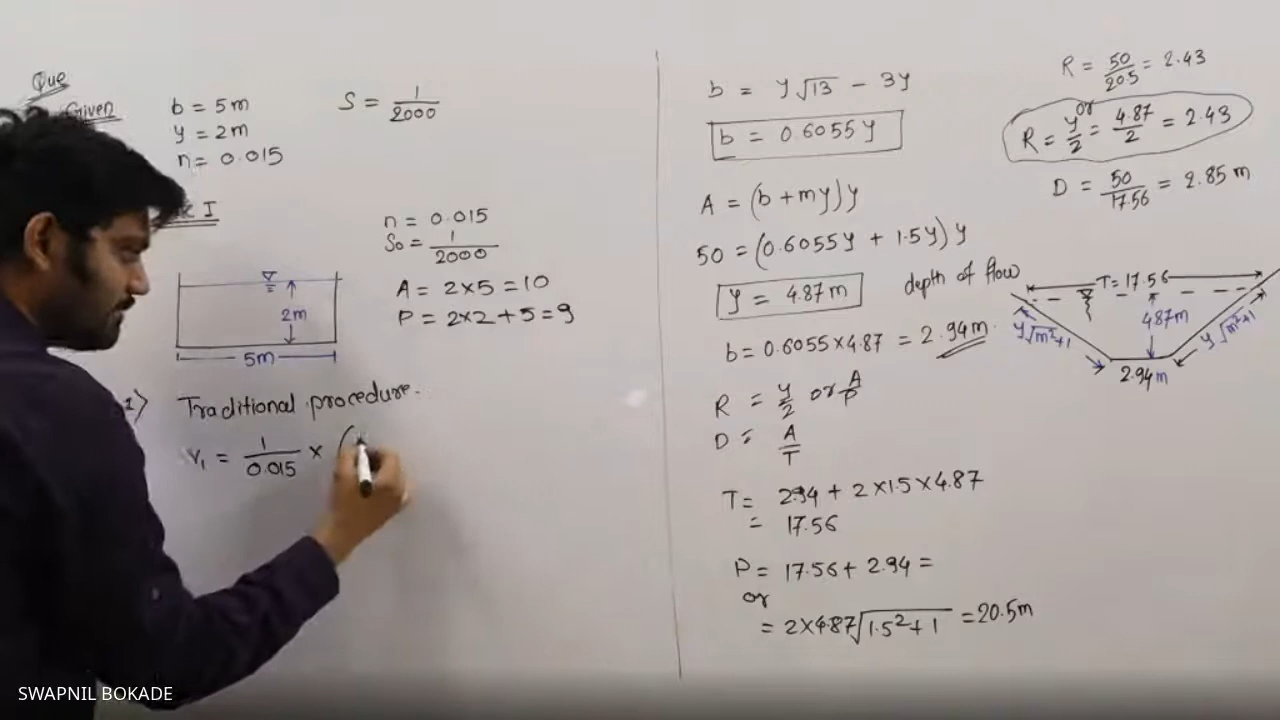 Que
Given
b = 5m
y = 2m
n = 0.015
S = 1/2000
I
n = 0.015
S₀ = 1/2000
A = 2×5 = 10
P = 2×2 + 5 = 9
2m
5m
1) Traditional procedure.
V₁ = 1/0.015 × (
b = y√13 − 3y
b = 0.6055y
A = (b + my)y
50 = (0.6055y + 1.5y)y
y = 4.87m depth of flow
b = 0.6055×4.87 = 2.94m.
R = y/2 or A/P
D = A/T
T = 2.94 + 2×1.5×4.87
= 17.56
P = 17.56 + 2.94 =
or
= 2×4.87√1.5²+1 = 20.5m
R = 50/205 = 2.43
or
R = y/2 = 4.87/2 = 2.43
D = 50/17.56 = 2.85 m
T = 17.56
y√m²+1
4.87m
y√m²+1
2.94m
SWAPNIL BOKADE